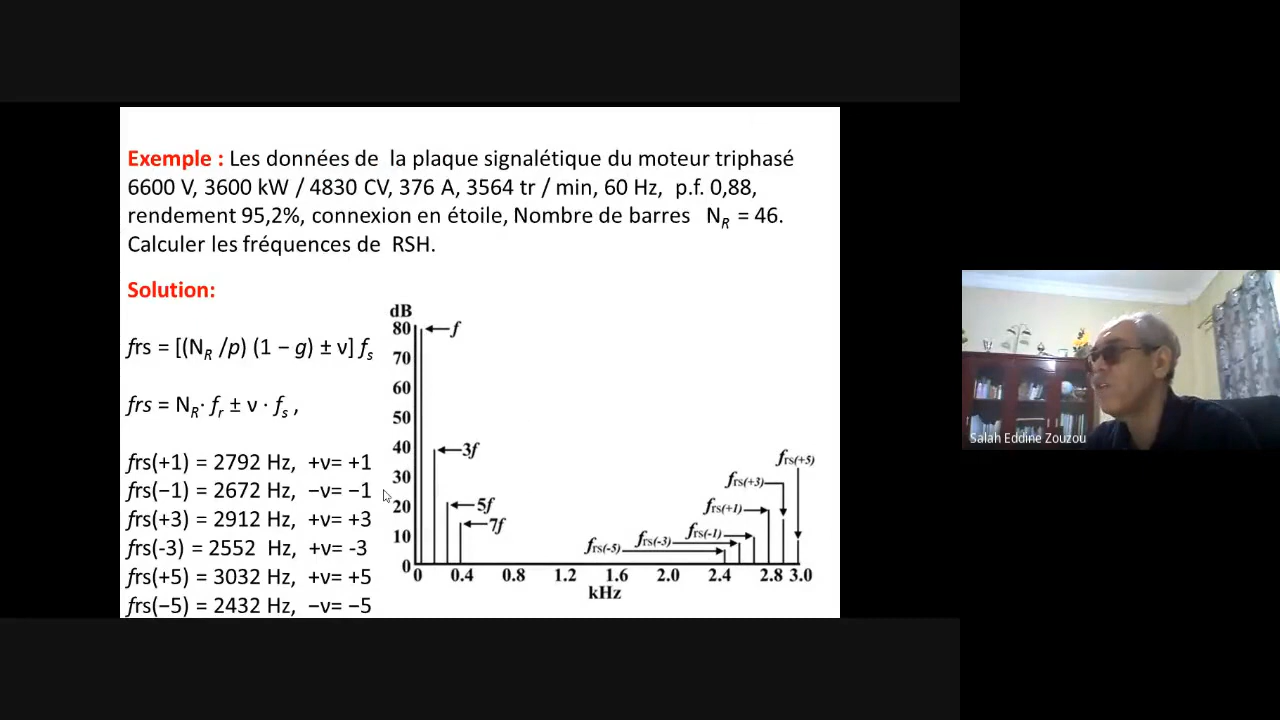 Exemple : Les données de la plaque signalétique du moteur triphasé
6600 V, 3600 kW / 4830 CV, 376 A, 3564 tr / min, 60 Hz, p.f. 0,88,
rendement 95,2%, connexion en étoile, Nombre de barres N_R = 46.
Calculer les fréquences de RSH.
Solution:
frs = [(N_R /p) (1 − g) ± ν] f_s
frs = N_R· f_r ± ν · f_s ,
frs(+1) = 2792 Hz, +ν= +1
frs(−1) = 2672 Hz, −ν= −1
frs(+3) = 2912 Hz, +ν= +3
frs(-3) = 2552 Hz, +ν= -3
frs(+5) = 3032 Hz, +ν= +5
frs(−5) = 2432 Hz, −ν= −5
dB
80
f
70
60
50
40
3f
30
20
5f
7f
10
0
f_rs(+5)
f_rs(+3)
f_rs(+1)
f_rs(-1)
f_rs(-3)
f_rs(-5)
0 0.4 0.8 1.2 1.6 2.0 2.4 2.8 3.0
kHz
Salah Eddine Zouzou